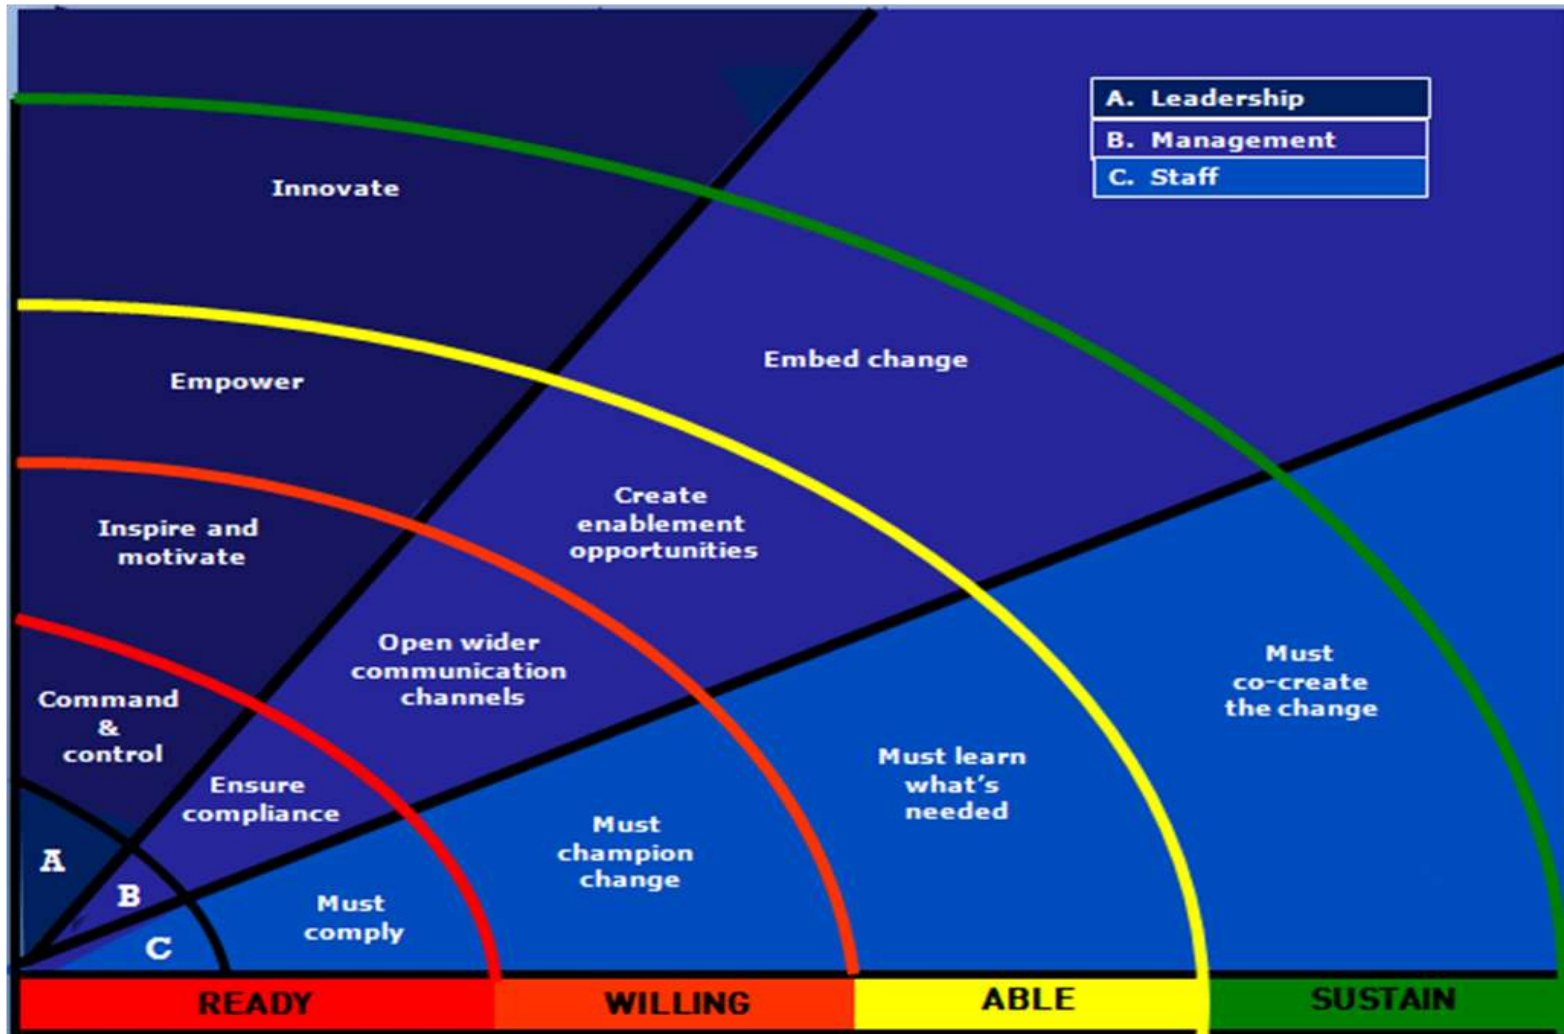 A. Leadership
B. Management
C. Staff
Innovate
Empower
Embed change
Inspire and
motivate
Create
enablement
opportunities
Command
&
control
Open wider
communication
channels
Must
co-create
the change
Ensure
compliance
Must learn
what's
needed
Must
champion
change
Must
comply
A
B
C
READY
WILLING
ABLE
SUSTAIN